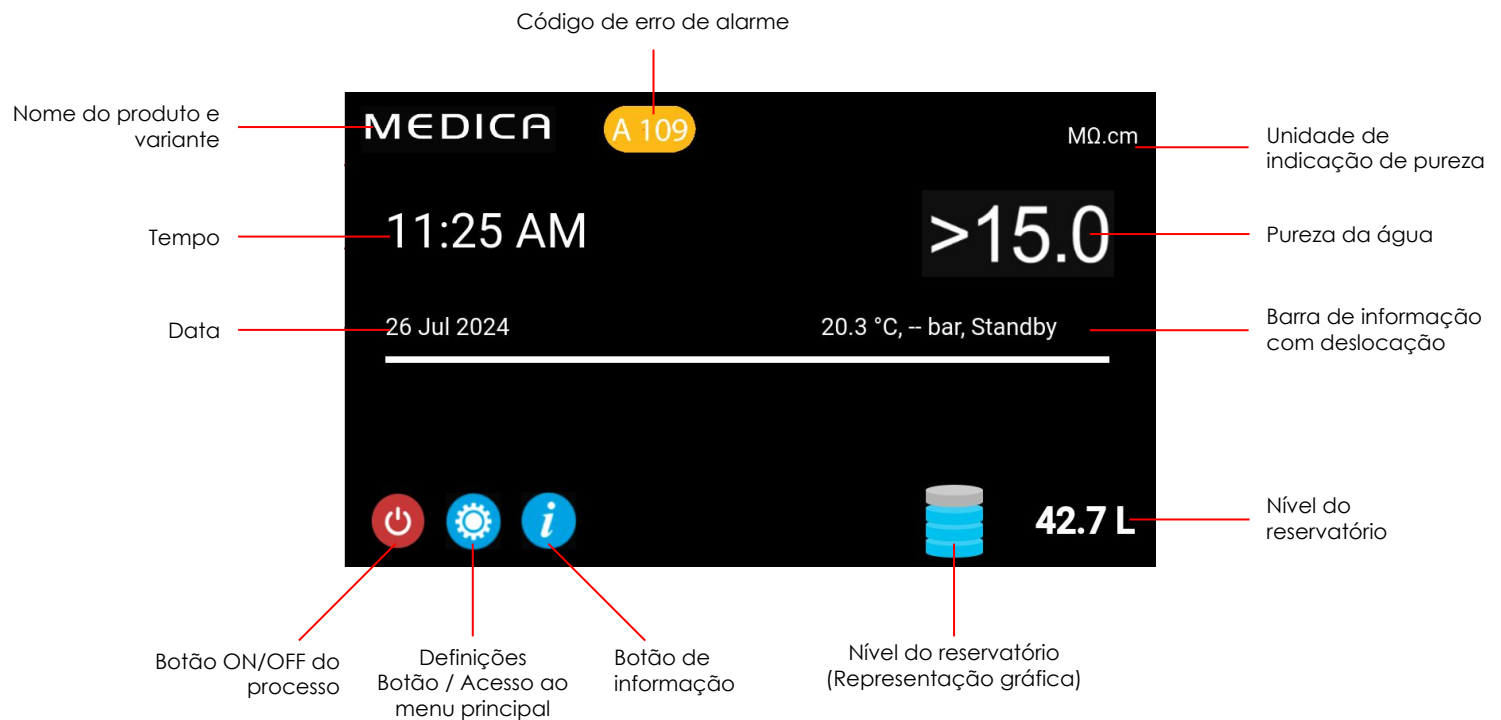 Código de erro de alarme
Nome do produto e
variante
MEDICA
A 109
MΩ.cm
Unidade de
indicação de pureza
Tempo
11:25 AM
>15.0
Pureza da água
Data
26 Jul 2024
20.3 °C, -- bar, Standby
Barra de informação
com deslocação
i
42.7 L
Nível do
reservatório
Botão ON/OFF do
processo
Definições
Botão / Acesso ao
menu principal
Botão de
informação
Nível do reservatório
(Representação gráfica)